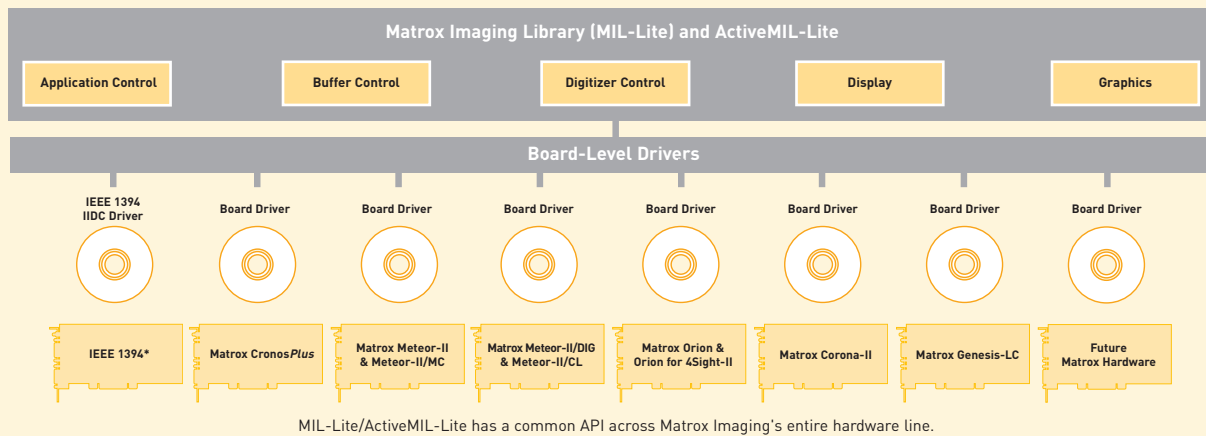 Matrox Imaging Library (MIL-Lite) and ActiveMIL-Lite
Application Control
Buffer Control
Digitizer Control
Display
Graphics
Board-Level Drivers
IEEE 1394
IIDC Driver
Board Driver
Board Driver
Board Driver
Board Driver
Board Driver
Board Driver
Board Driver
IEEE 1394*
Matrox CronosPlus
Matrox Meteor-II
& Meteor-II/MC
Matrox Meteor-II/DIG
& Meteor-II/CL
Matrox Orion &
Orion for 4Sight-II
Matrox Corona-II
Matrox Genesis-LC
Future
Matrox Hardware
MIL-Lite/ActiveMIL-Lite has a common API across Matrox Imaging's entire hardware line.